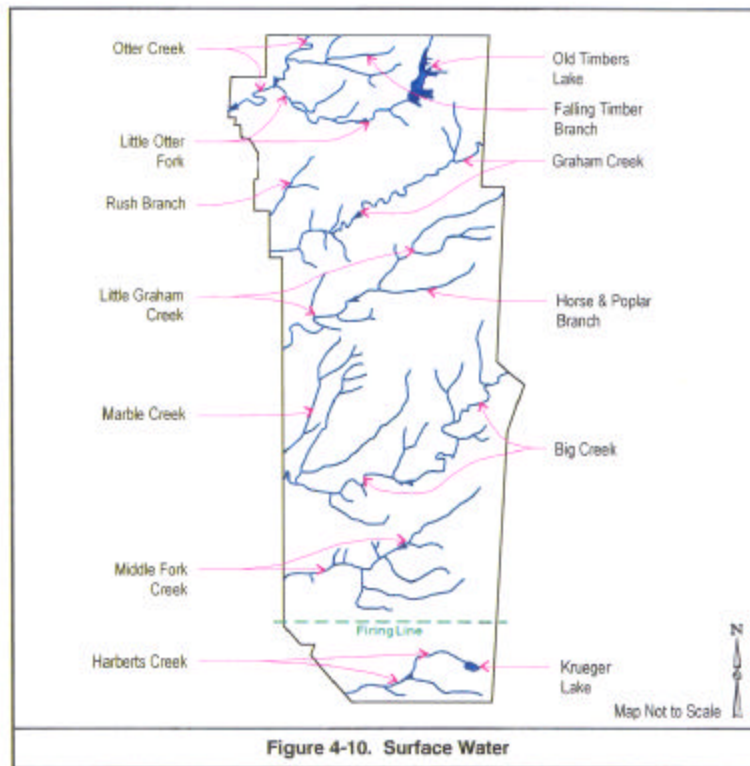 Otter Creek
Old Timbers
Lake
Falling Timber
Branch
Little Otter
Fork
Graham Creek
Rush Branch
Little Graham
Creek
Horse & Poplar
Branch
Marble Creek
Big Creek
Middle Fork
Creek
Firing Line
Harberts Creek
Krueger
Lake
N
Map Not to Scale
Figure 4-10. Surface Water